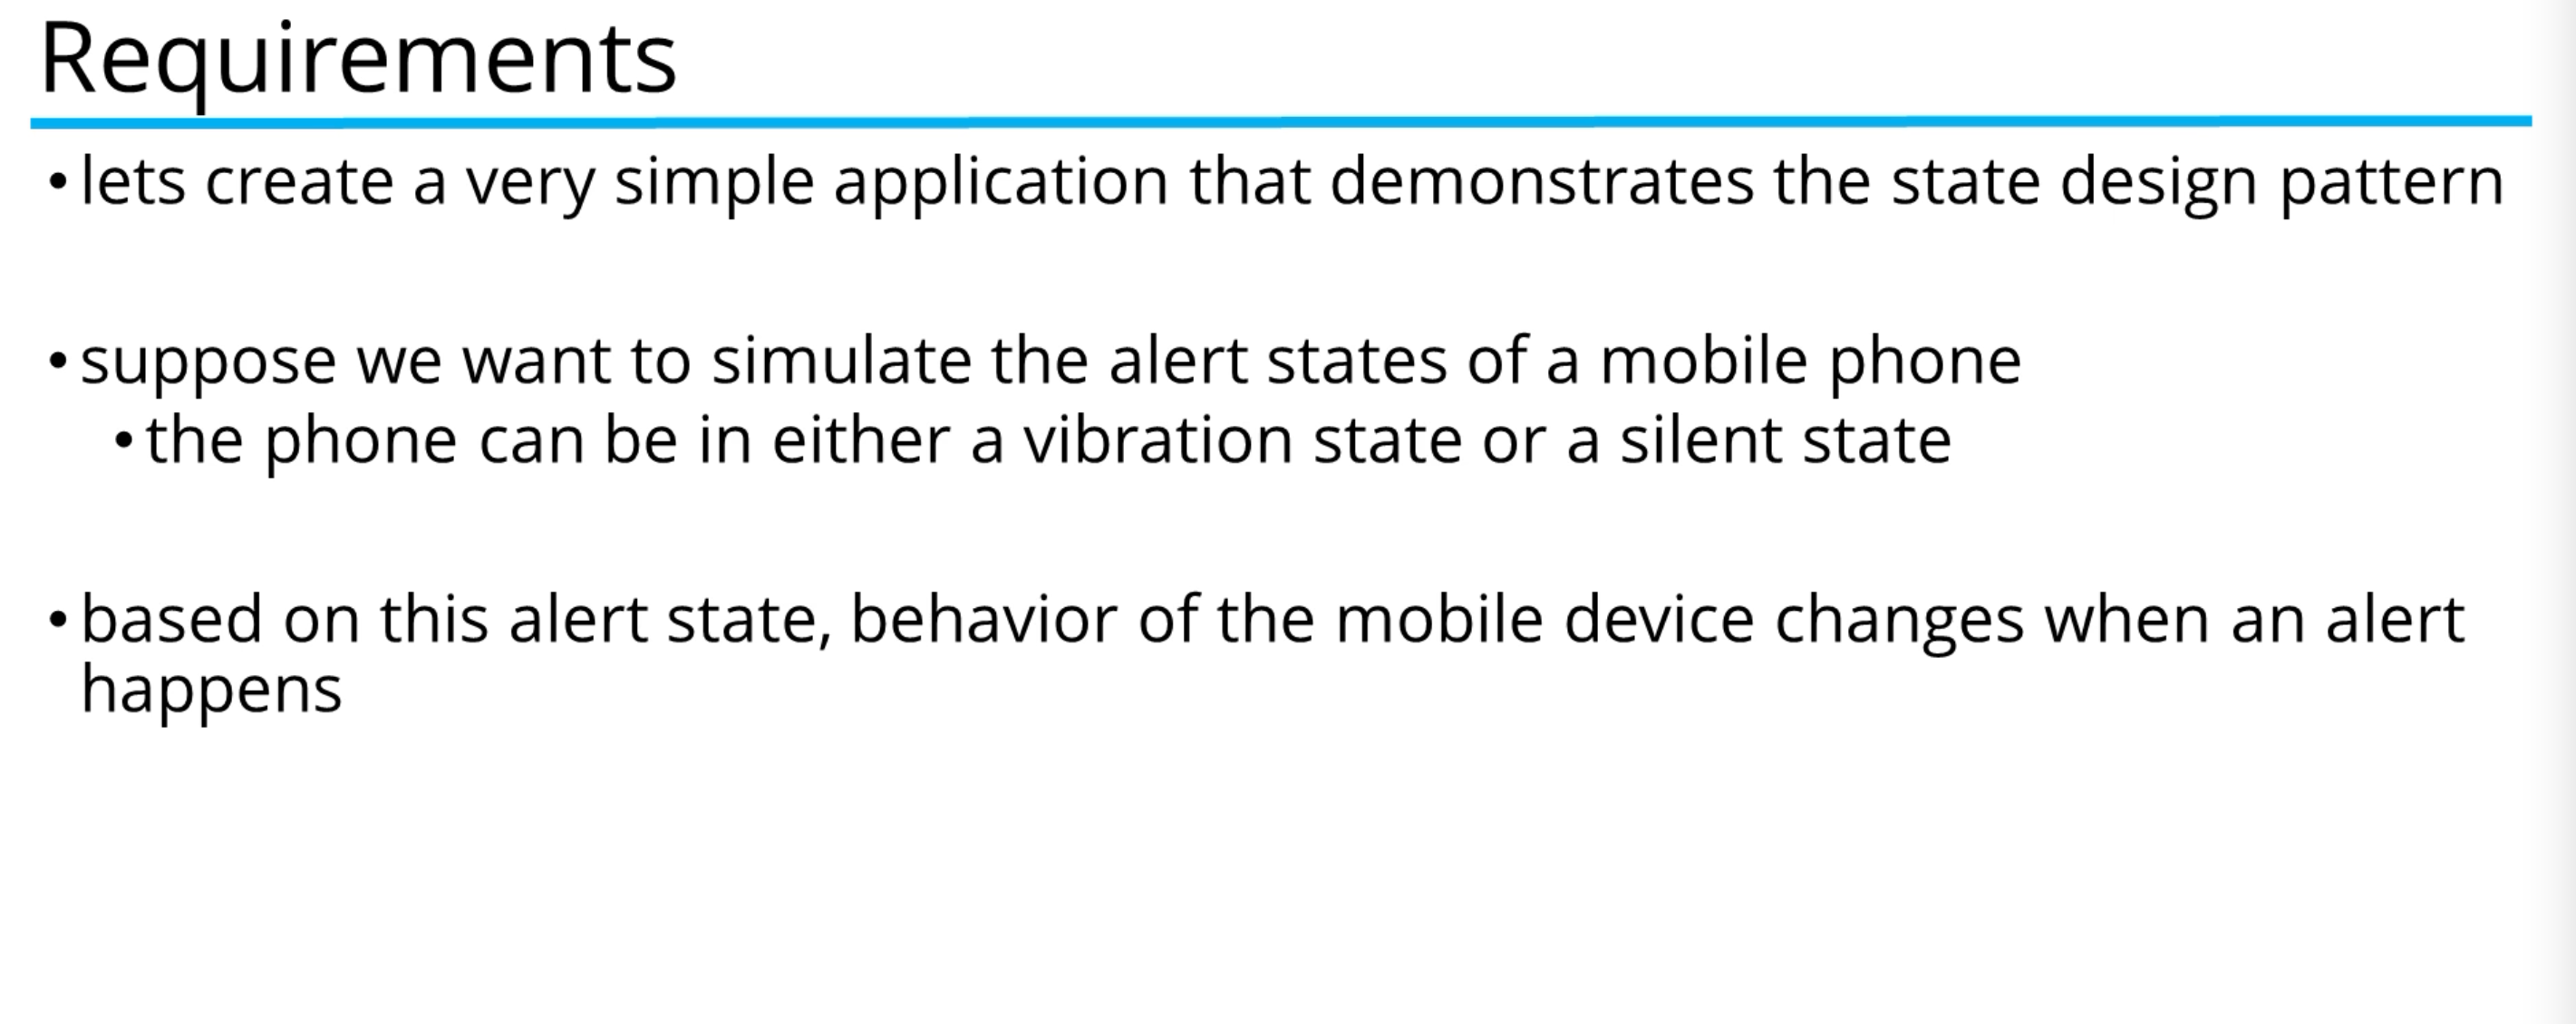 Requirements
• lets create a very simple application that demonstrates the state design pattern
• suppose we want to simulate the alert states of a mobile phone
• the phone can be in either a vibration state or a silent state
• based on this alert state, behavior of the mobile device changes when an alert
happens